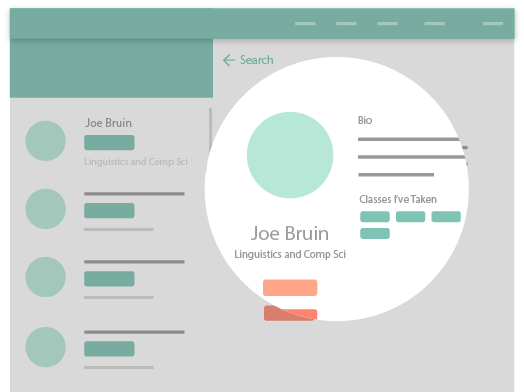 Search
Joe Bruin
Linguistics and Comp Sci
Bio
Classes I've Taken
Joe Bruin
Linguistics and Comp Sci